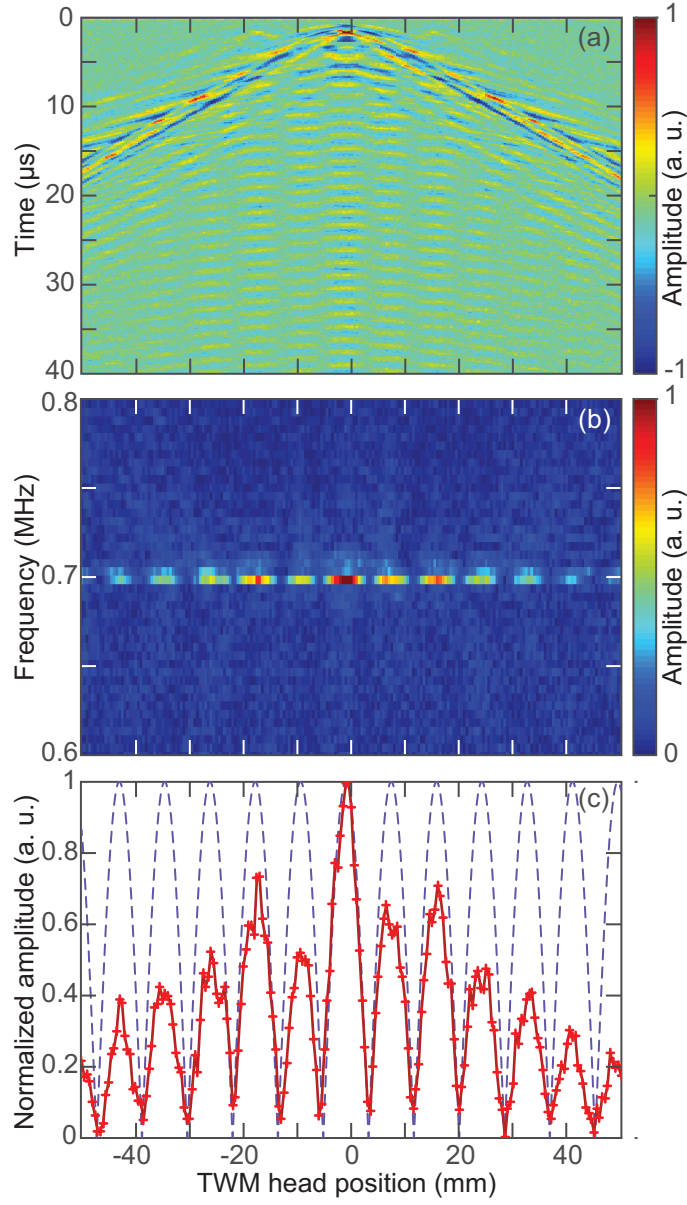 0
10
20
30
40
Time (µs)
(a)
1
-1
Amplitude (a. u.)
0.8
0.7
0.6
Frequency (MHz)
(b)
1
0
Amplitude (a. u.)
1
0.8
0.6
0.4
0.2
0
Normalized amplitude (a. u.)
(c)
-40
-20
0
20
40
TWM head position (mm)